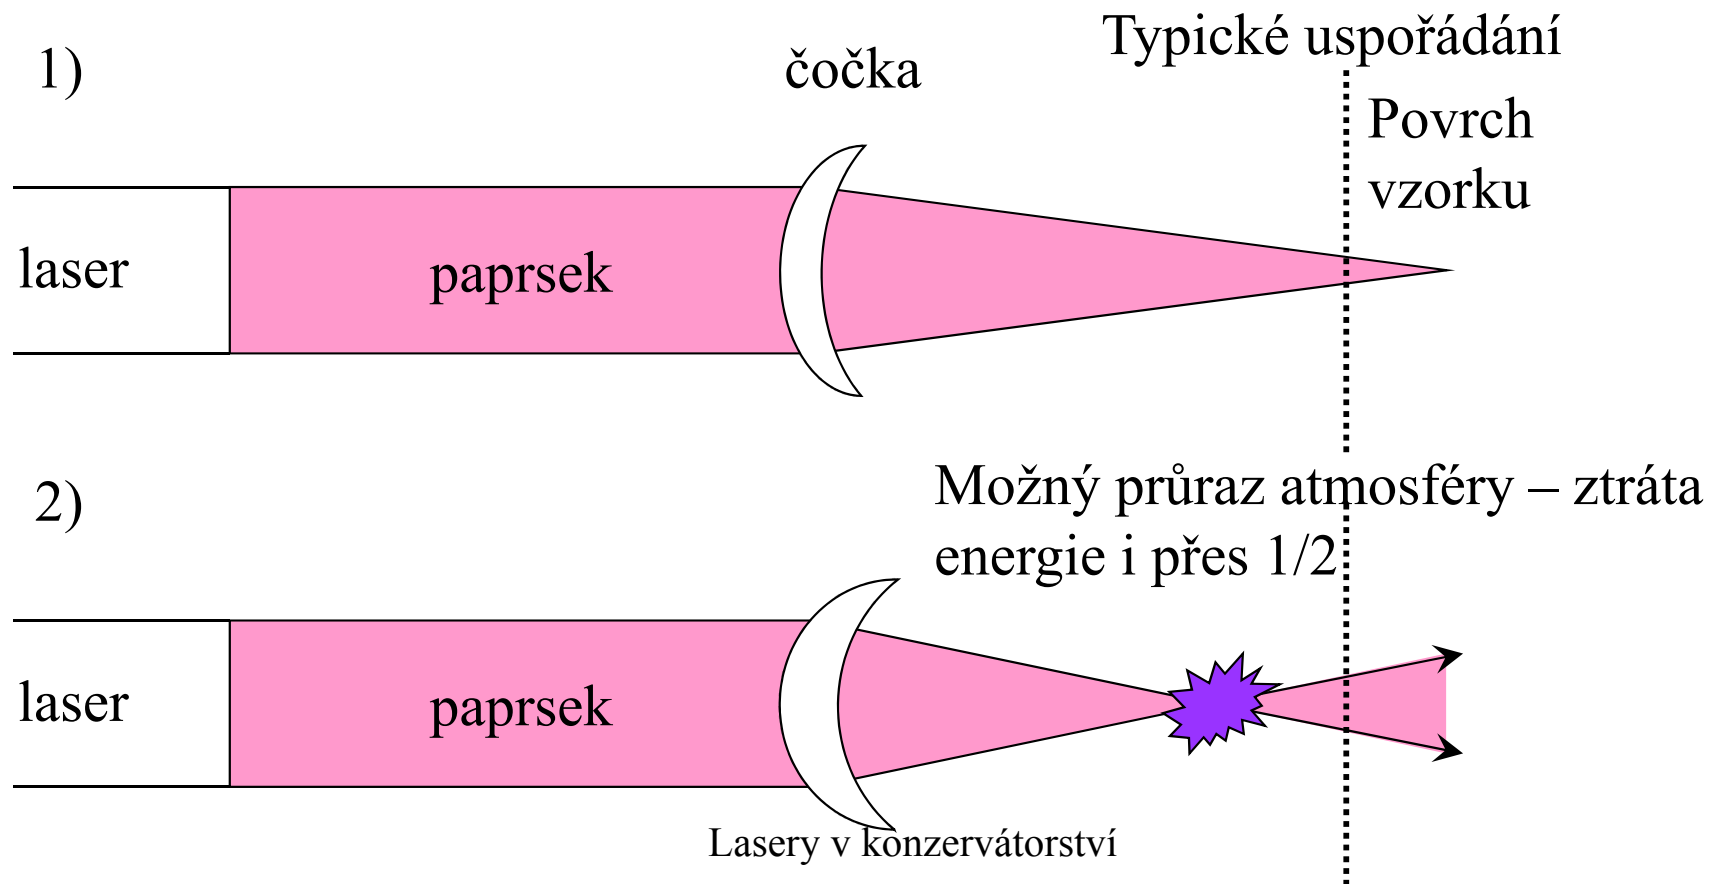 1)
čočka
Typické uspořádání
Povrch
vzorku
laser
paprsek
2)
Možný průraz atmosféry – ztráta
energie i přes 1/2
laser
paprsek
Lasery v konzervátorství